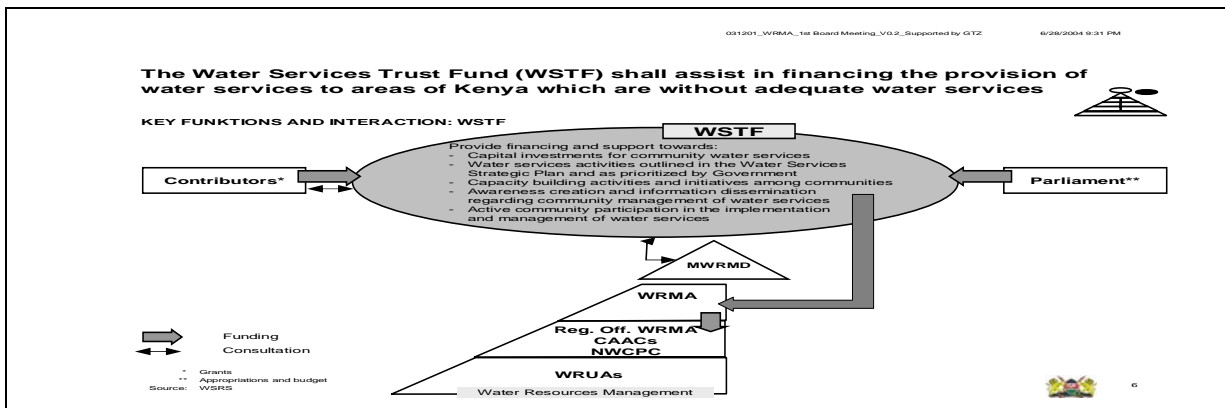 031201_WRMA_1st Board Meeting_V0.2_Supported by GTZ 6/28/2004 9:31 PM
The Water Services Trust Fund (WSTF) shall assist in financing the provision of
water services to areas of Kenya which are without adequate water services
KEY FUNKTIONS AND INTERACTION: WSTF
WSTF
Provide financing and support towards:
- Capital investments for community water services
- Water services activities outlined in the Water Services
Strategic Plan and as prioritized by Government
- Capacity building activities and initiatives among communities
- Awareness creation and information dissemination
regarding community management of water services
- Active community participation in the implementation
and management of water services
Contributors*
Parliament**
MWRMD
WRMA
Reg. Off. WRMA
CAACs
NWCPC
WRUAs
Water Resources Management
Funding
Consultation
* Grants
** Appropriations and budget
Source: WSRS
6